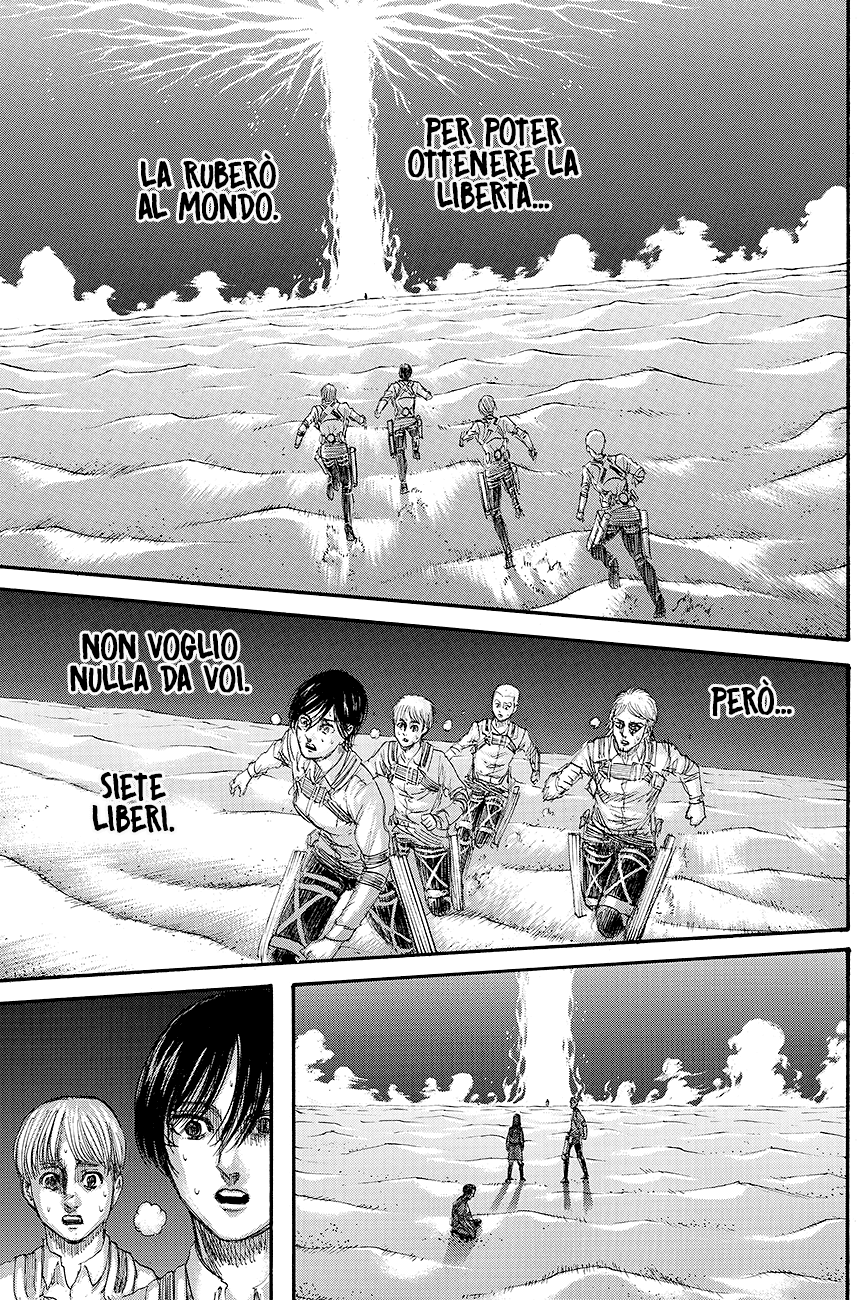 PER POTER
OTTENERE LA
LIBERTÀ...
LA RUBERÒ
AL MONDO.
PERÒ...
NON VOGLIO
NULLA DA VOI.
SIETE
LIBERI.